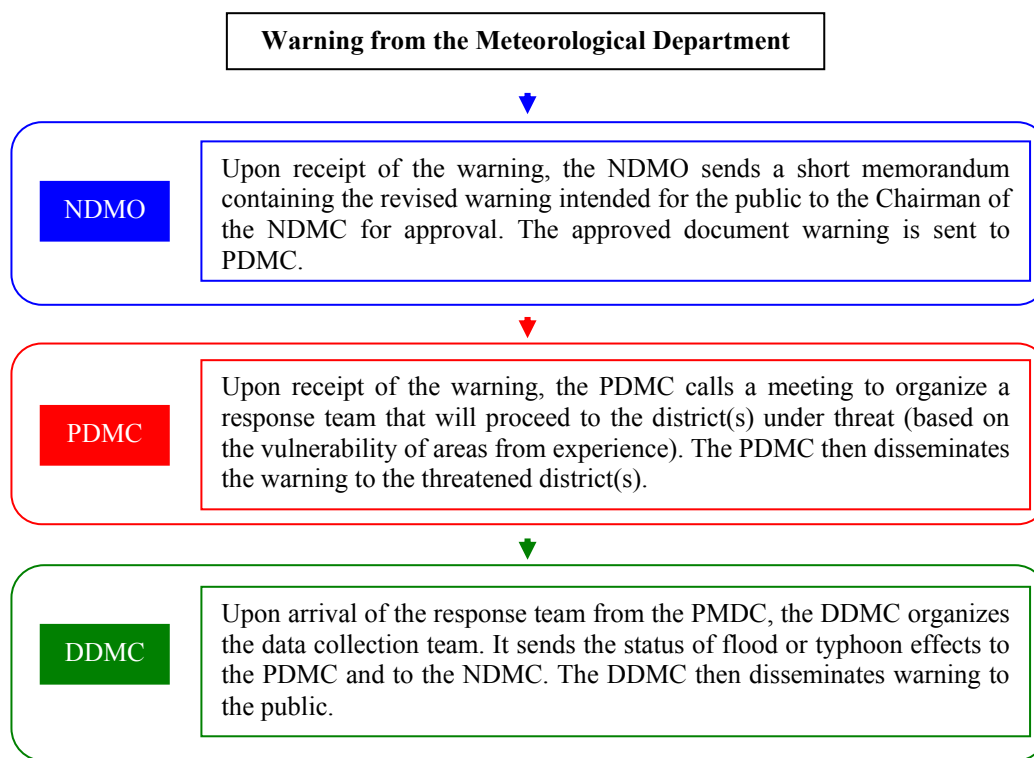 Warning from the Meteorological Department
NDMO
Upon receipt of the warning, the NDMO sends a short memorandum
containing the revised warning intended for the public to the Chairman of
the NDMC for approval. The approved document warning is sent to
PDMC.
PDMC
Upon receipt of the warning, the PDMC calls a meeting to organize a
response team that will proceed to the district(s) under threat (based on
the vulnerability of areas from experience). The PDMC then disseminates
the warning to the threatened district(s).
DDMC
Upon arrival of the response team from the PMDC, the DDMC organizes
the data collection team. It sends the status of flood or typhoon effects to
the PDMC and to the NDMC. The DDMC then disseminates warning to
the public.